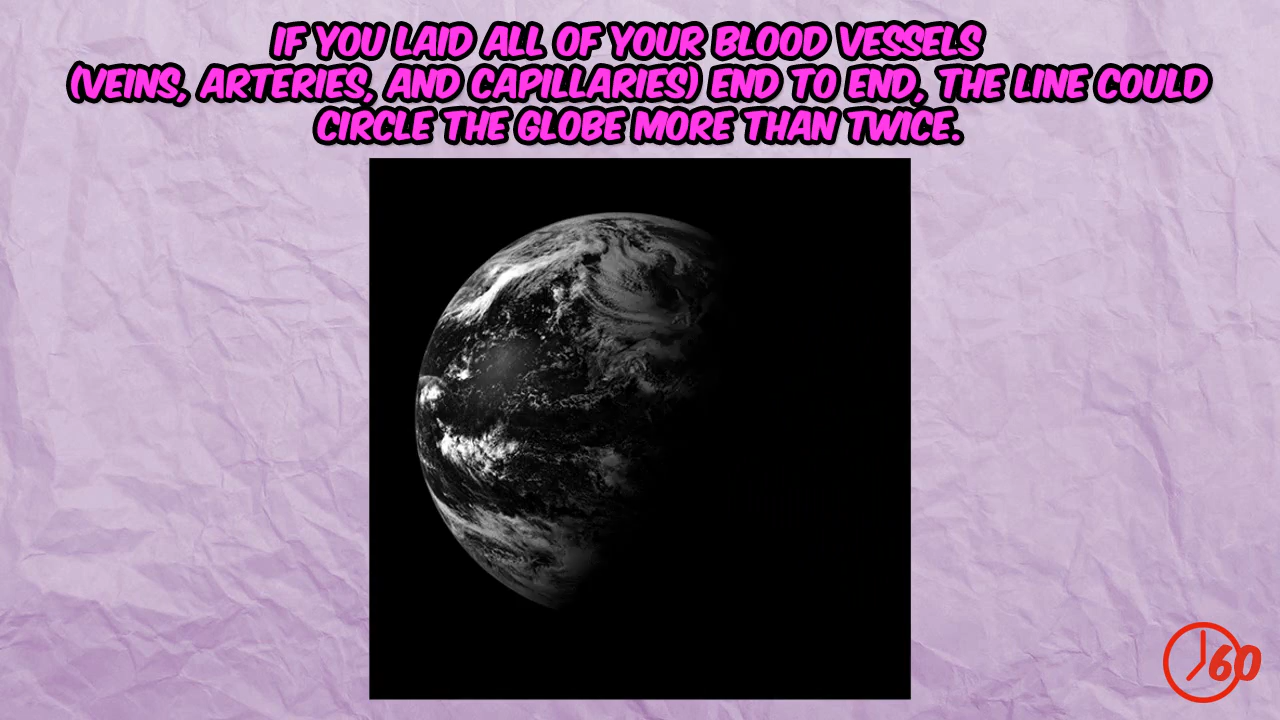 IF YOU LAID ALL OF YOUR BLOOD VESSELS
(VEINS, ARTERIES, AND CAPILLARIES) END TO END, THE LINE COULD
CIRCLE THE GLOBE MORE THAN TWICE.
60